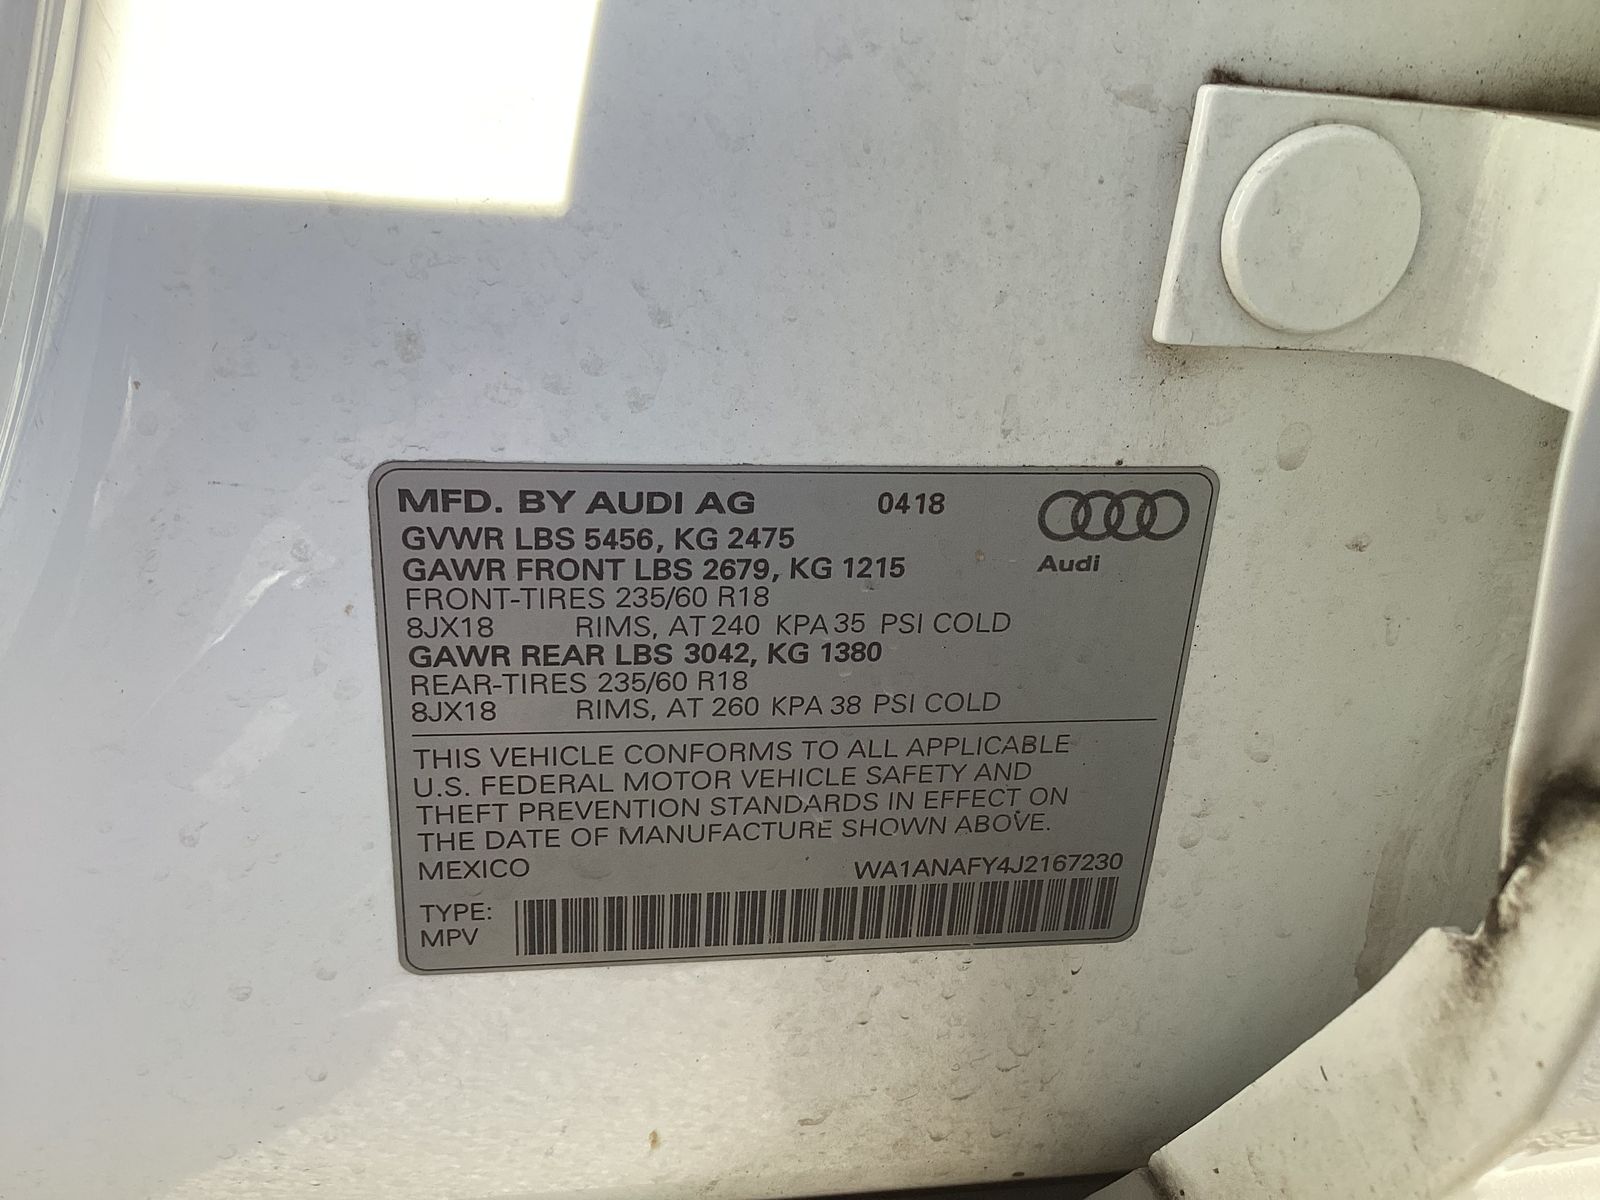 MFD. BY AUDI AG 0418
GVWR LBS 5456, KG 2475
GAWR FRONT LBS 2679, KG 1215
Audi
FRONT-TIRES 235/60 R18
8JX18 RIMS, AT 240 KPA 35 PSI COLD
GAWR REAR LBS 3042, KG 1380
REAR-TIRES 235/60 R18
8JX18 RIMS, AT 260 KPA 38 PSI COLD
THIS VEHICLE CONFORMS TO ALL APPLICABLE
U.S. FEDERAL MOTOR VEHICLE SAFETY AND
THEFT PREVENTION STANDARDS IN EFFECT ON
THE DATE OF MANUFACTURE SHOWN ABOVE.
MEXICO WA1ANAFY4J2167230
TYPE:
MPV